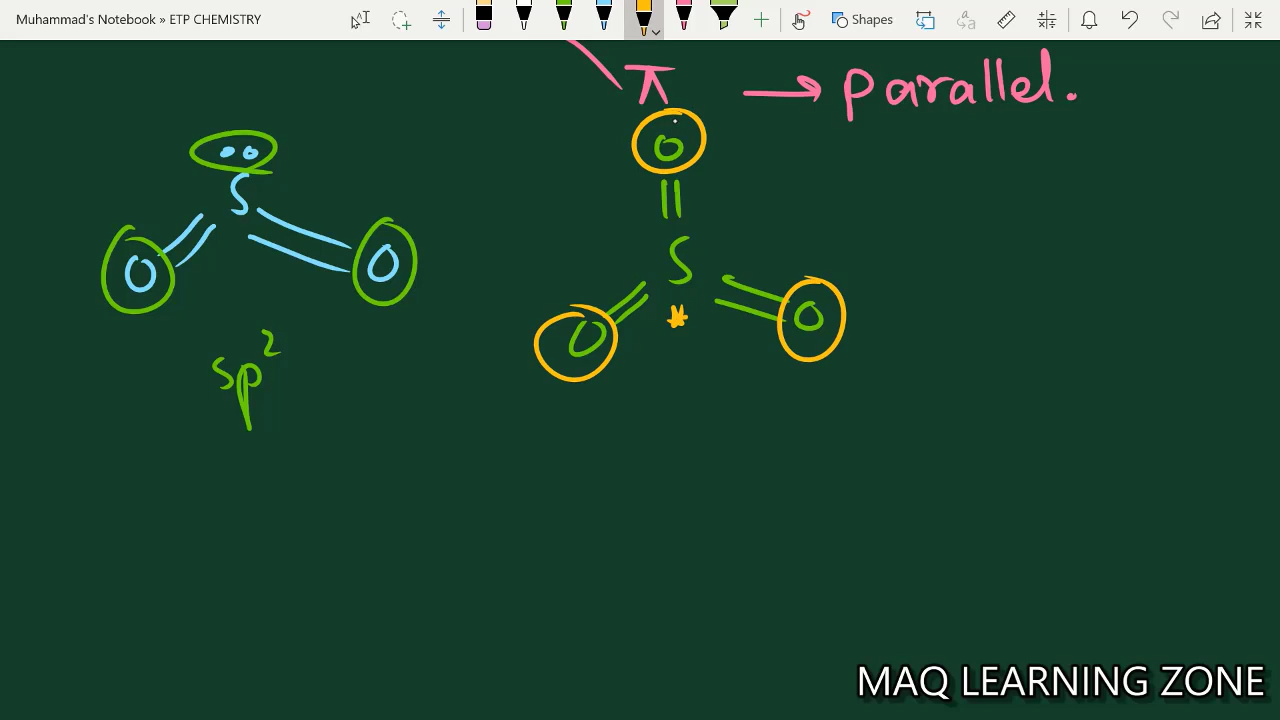 Muhammad's Notebook » ETP CHEMISTRY
Shapes
π → parallel.
S
O O
sp²
O
S
*
O O
MAQ LEARNING ZONE